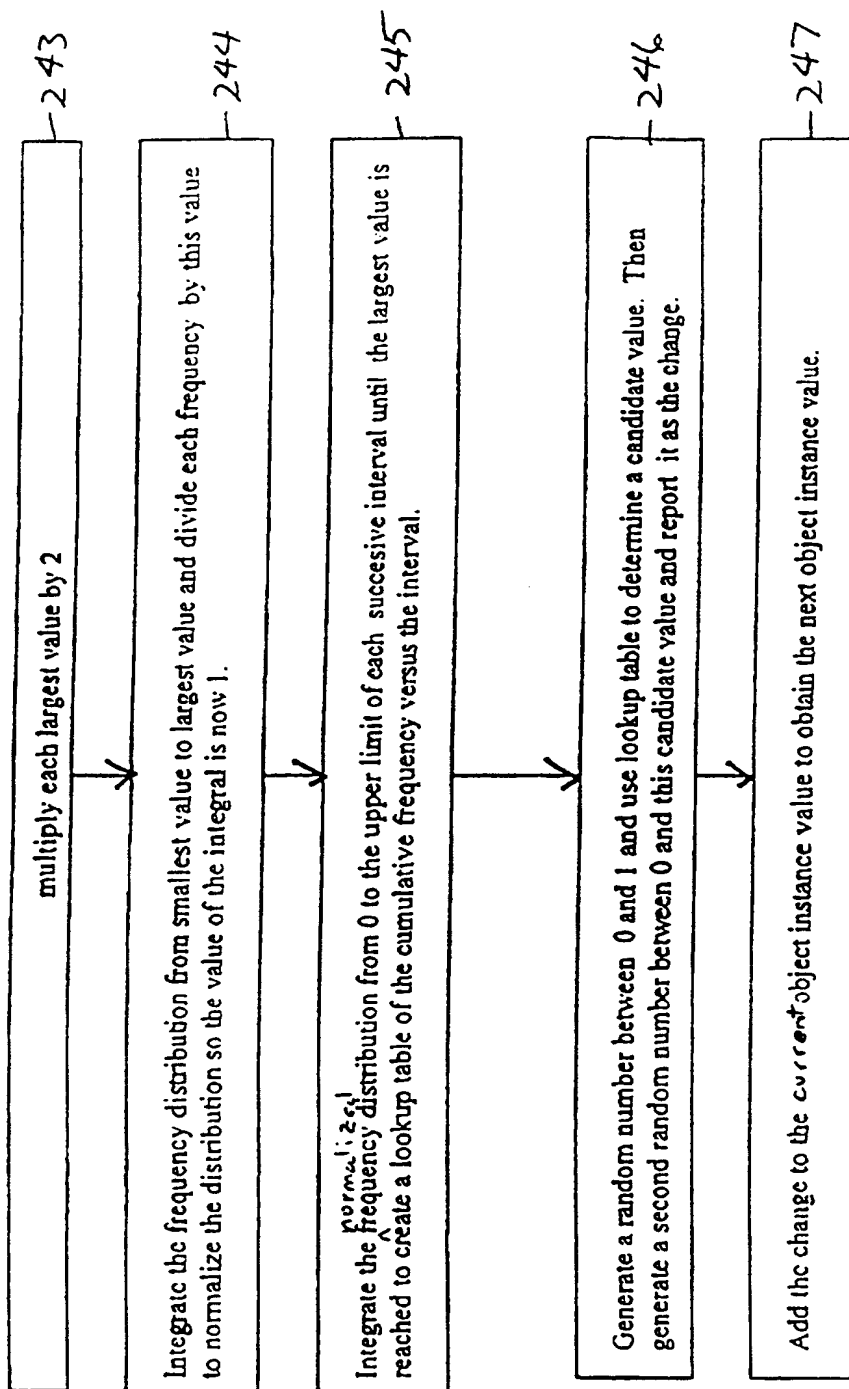 multiply each largest value by 2
243
Integrate the frequency distribution from smallest value to largest value and divide each frequency by this value
to normalize the distribution so the value of the integral is now 1.
244
normalized
Integrate the frequency distribution from 0 to the upper limit of each succesive interval until the largest value is
reached to create a lookup table of the cumulative frequency versus the interval.
245
Generate a random number between 0 and 1 and use lookup table to determine a candidate value. Then
generate a second random number between 0 and this candidate value and report it as the change.
246
Add the change to the current object instance value to obtain the next object instance value.
247